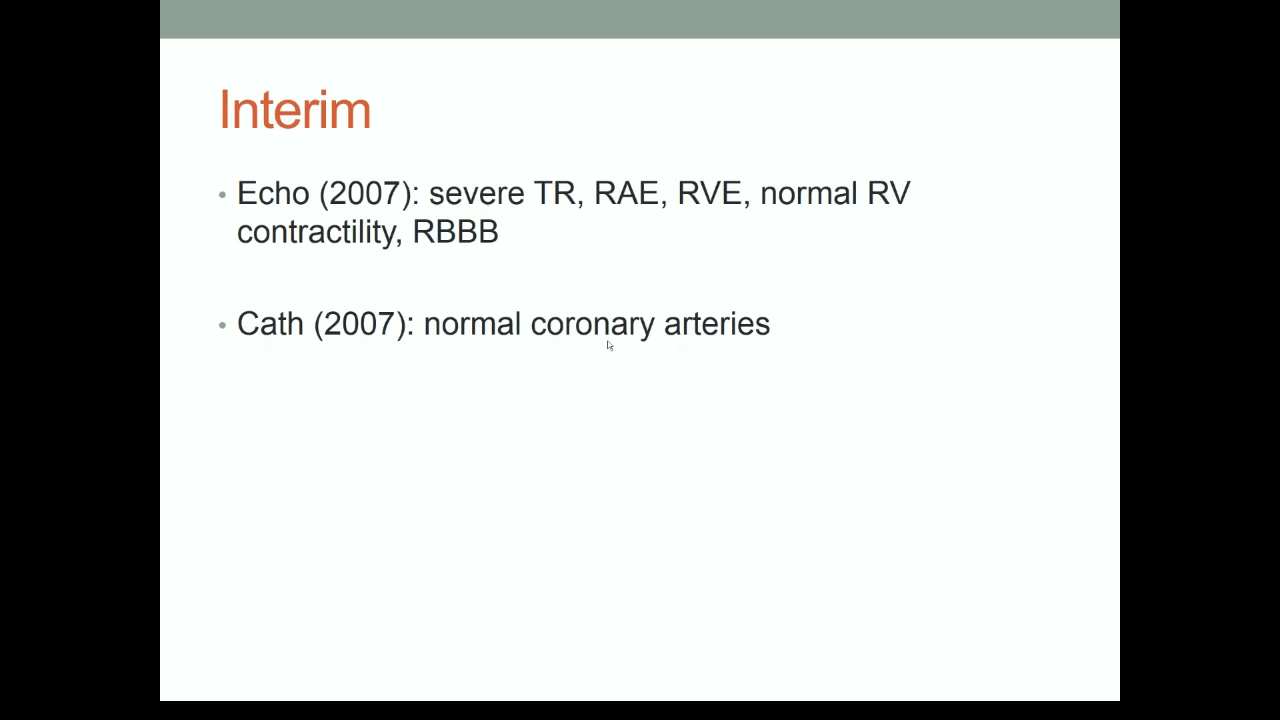 Interim
• Echo (2007): severe TR, RAE, RVE, normal RV
contractility, RBBB
• Cath (2007): normal coronary arteries